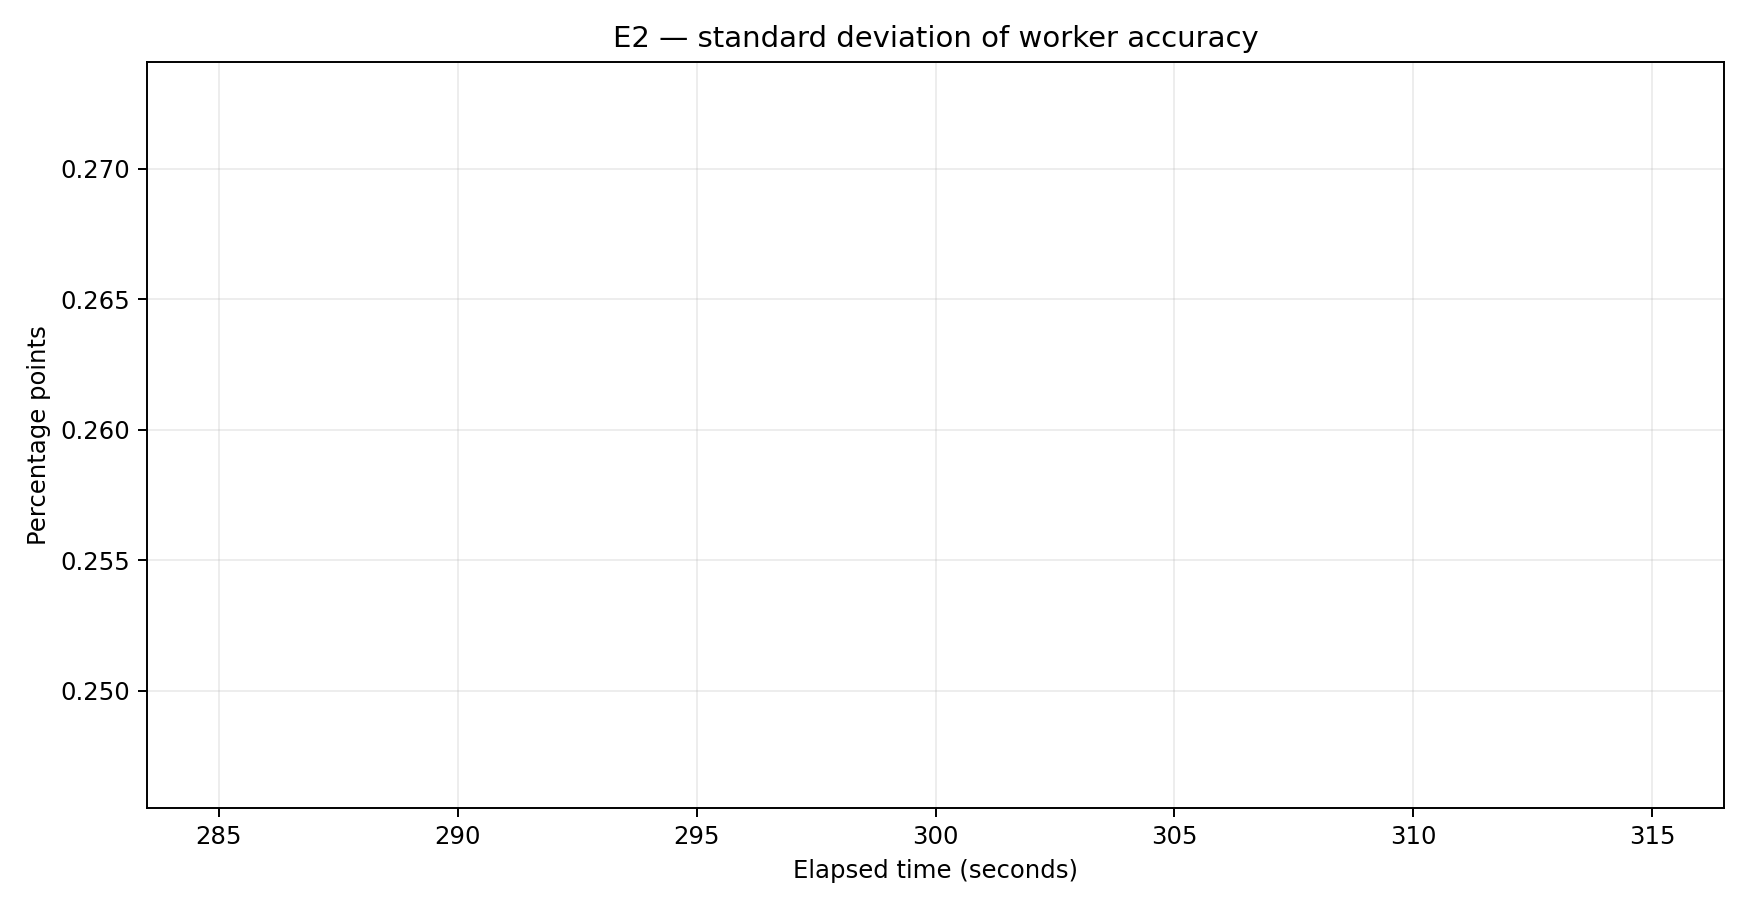 E2 — standard deviation of worker accuracy
Percentage points
0.270
0.265
0.260
0.255
0.250
285 290 295 300 305 310 315
Elapsed time (seconds)